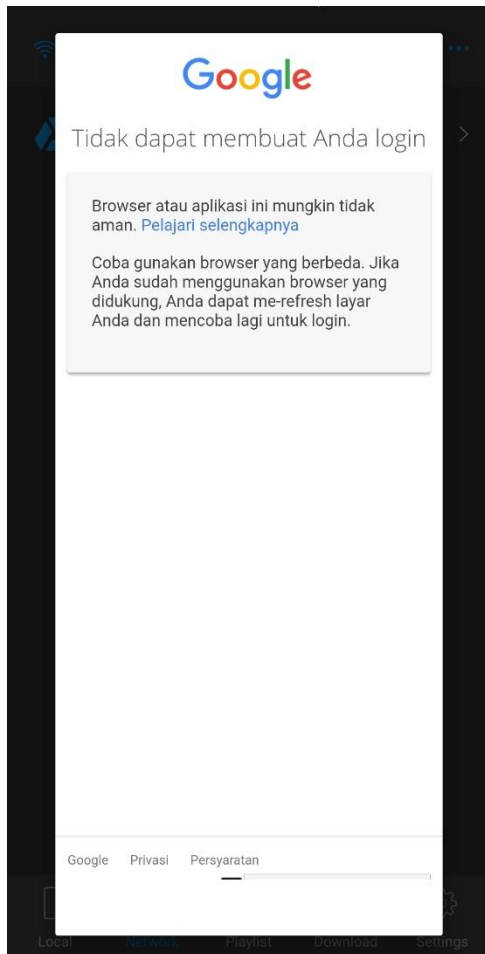 Google
Tidak dapat membuat Anda login
Browser atau aplikasi ini mungkin tidak
aman. Pelajari selengkapnya
Coba gunakan browser yang berbeda. Jika
Anda sudah menggunakan browser yang
didukung, Anda dapat me-refresh layar
Anda dan mencoba lagi untuk login.
Google Privasi Persyaratan
Local Network Playlist Download Settings